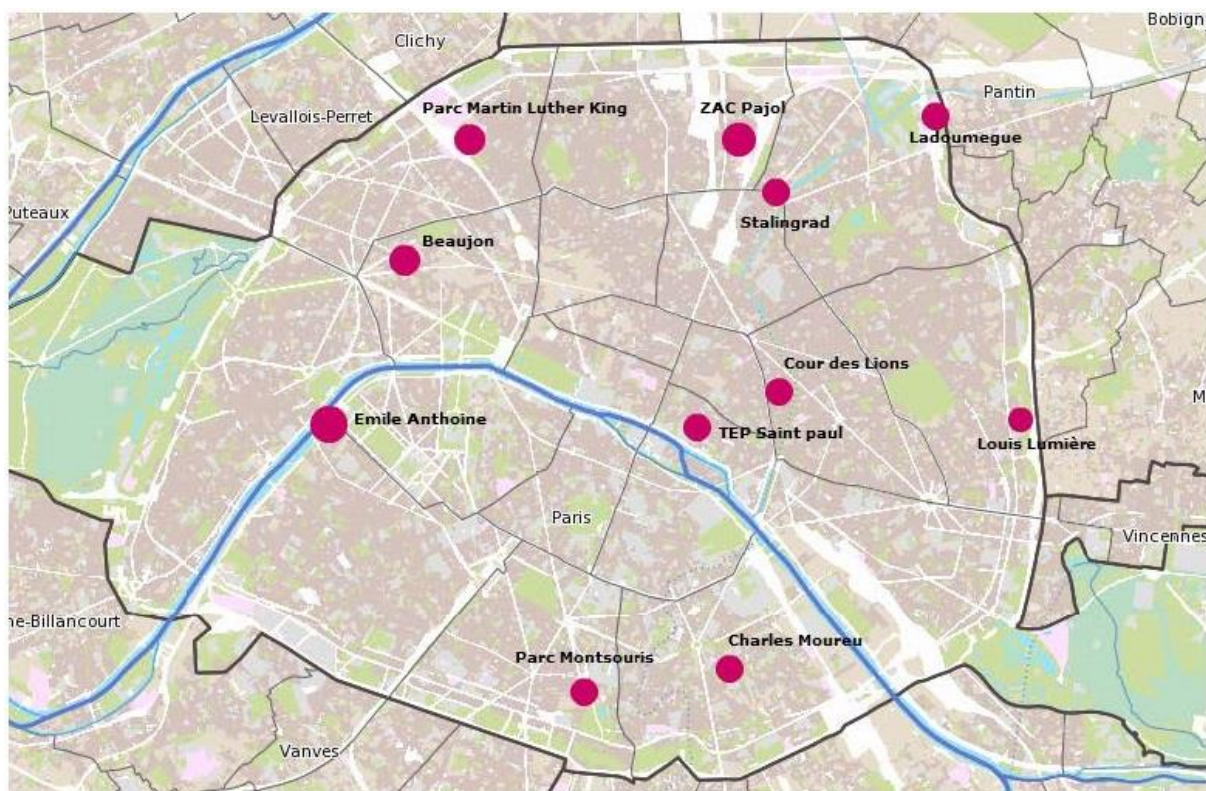 Bobign
Clichy
Parc Martin Luther King
ZAC Pajol
Pantin
Levallois-Perret
Ladoumegue
Puteaux
Stalingrad
Beaujon
Cour des Lions
M
Emile Anthoine
TEP Saint paul
Louis Lumière
Paris
Vincennes
ne-Billancourt
Charles Moureu
Parc Montsouris
Vanves